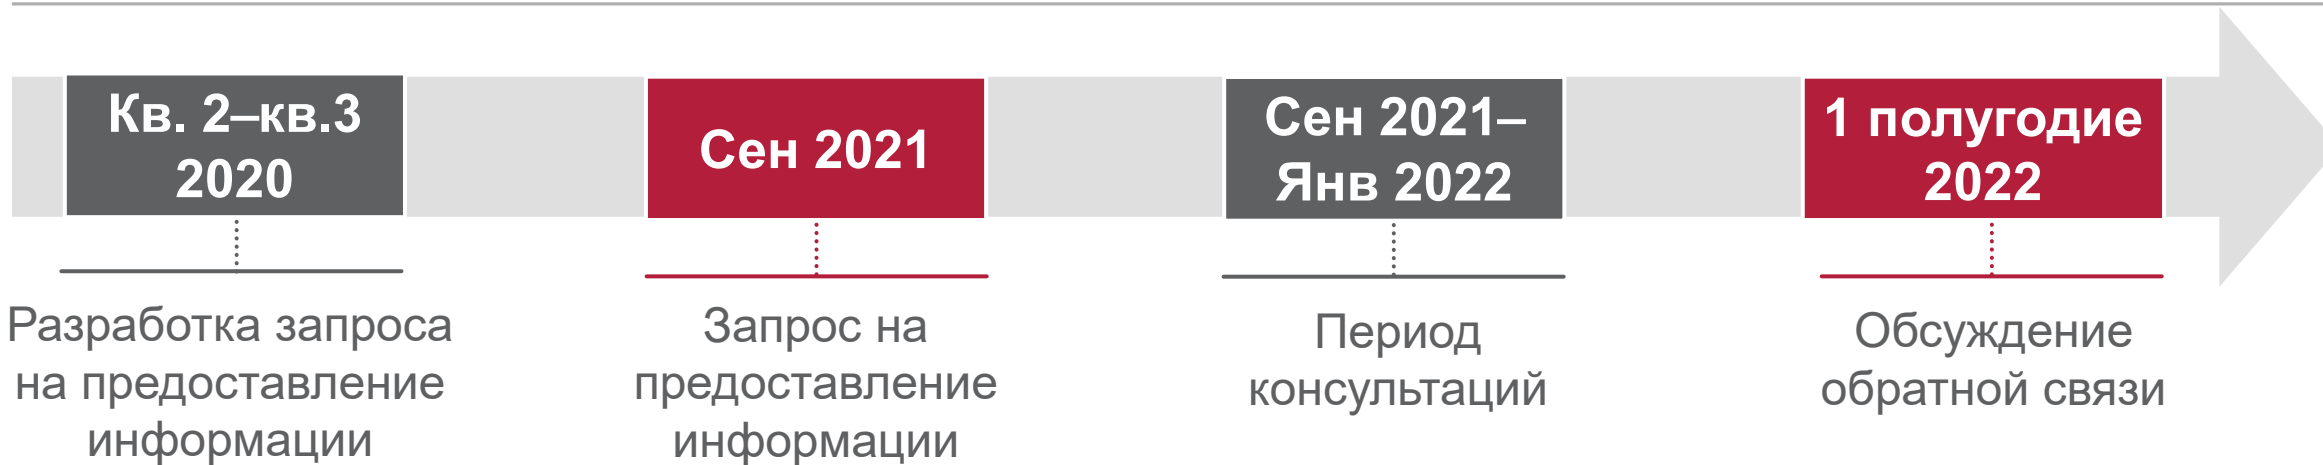 Кв. 2–кв.3
2020
Сен 2021
Сен 2021–
Янв 2022
1 полугодие
2022
Разработка запроса
на предоставление
информации
Запрос на
предоставление
информации
Период
консультаций
Обсуждение
обратной связи